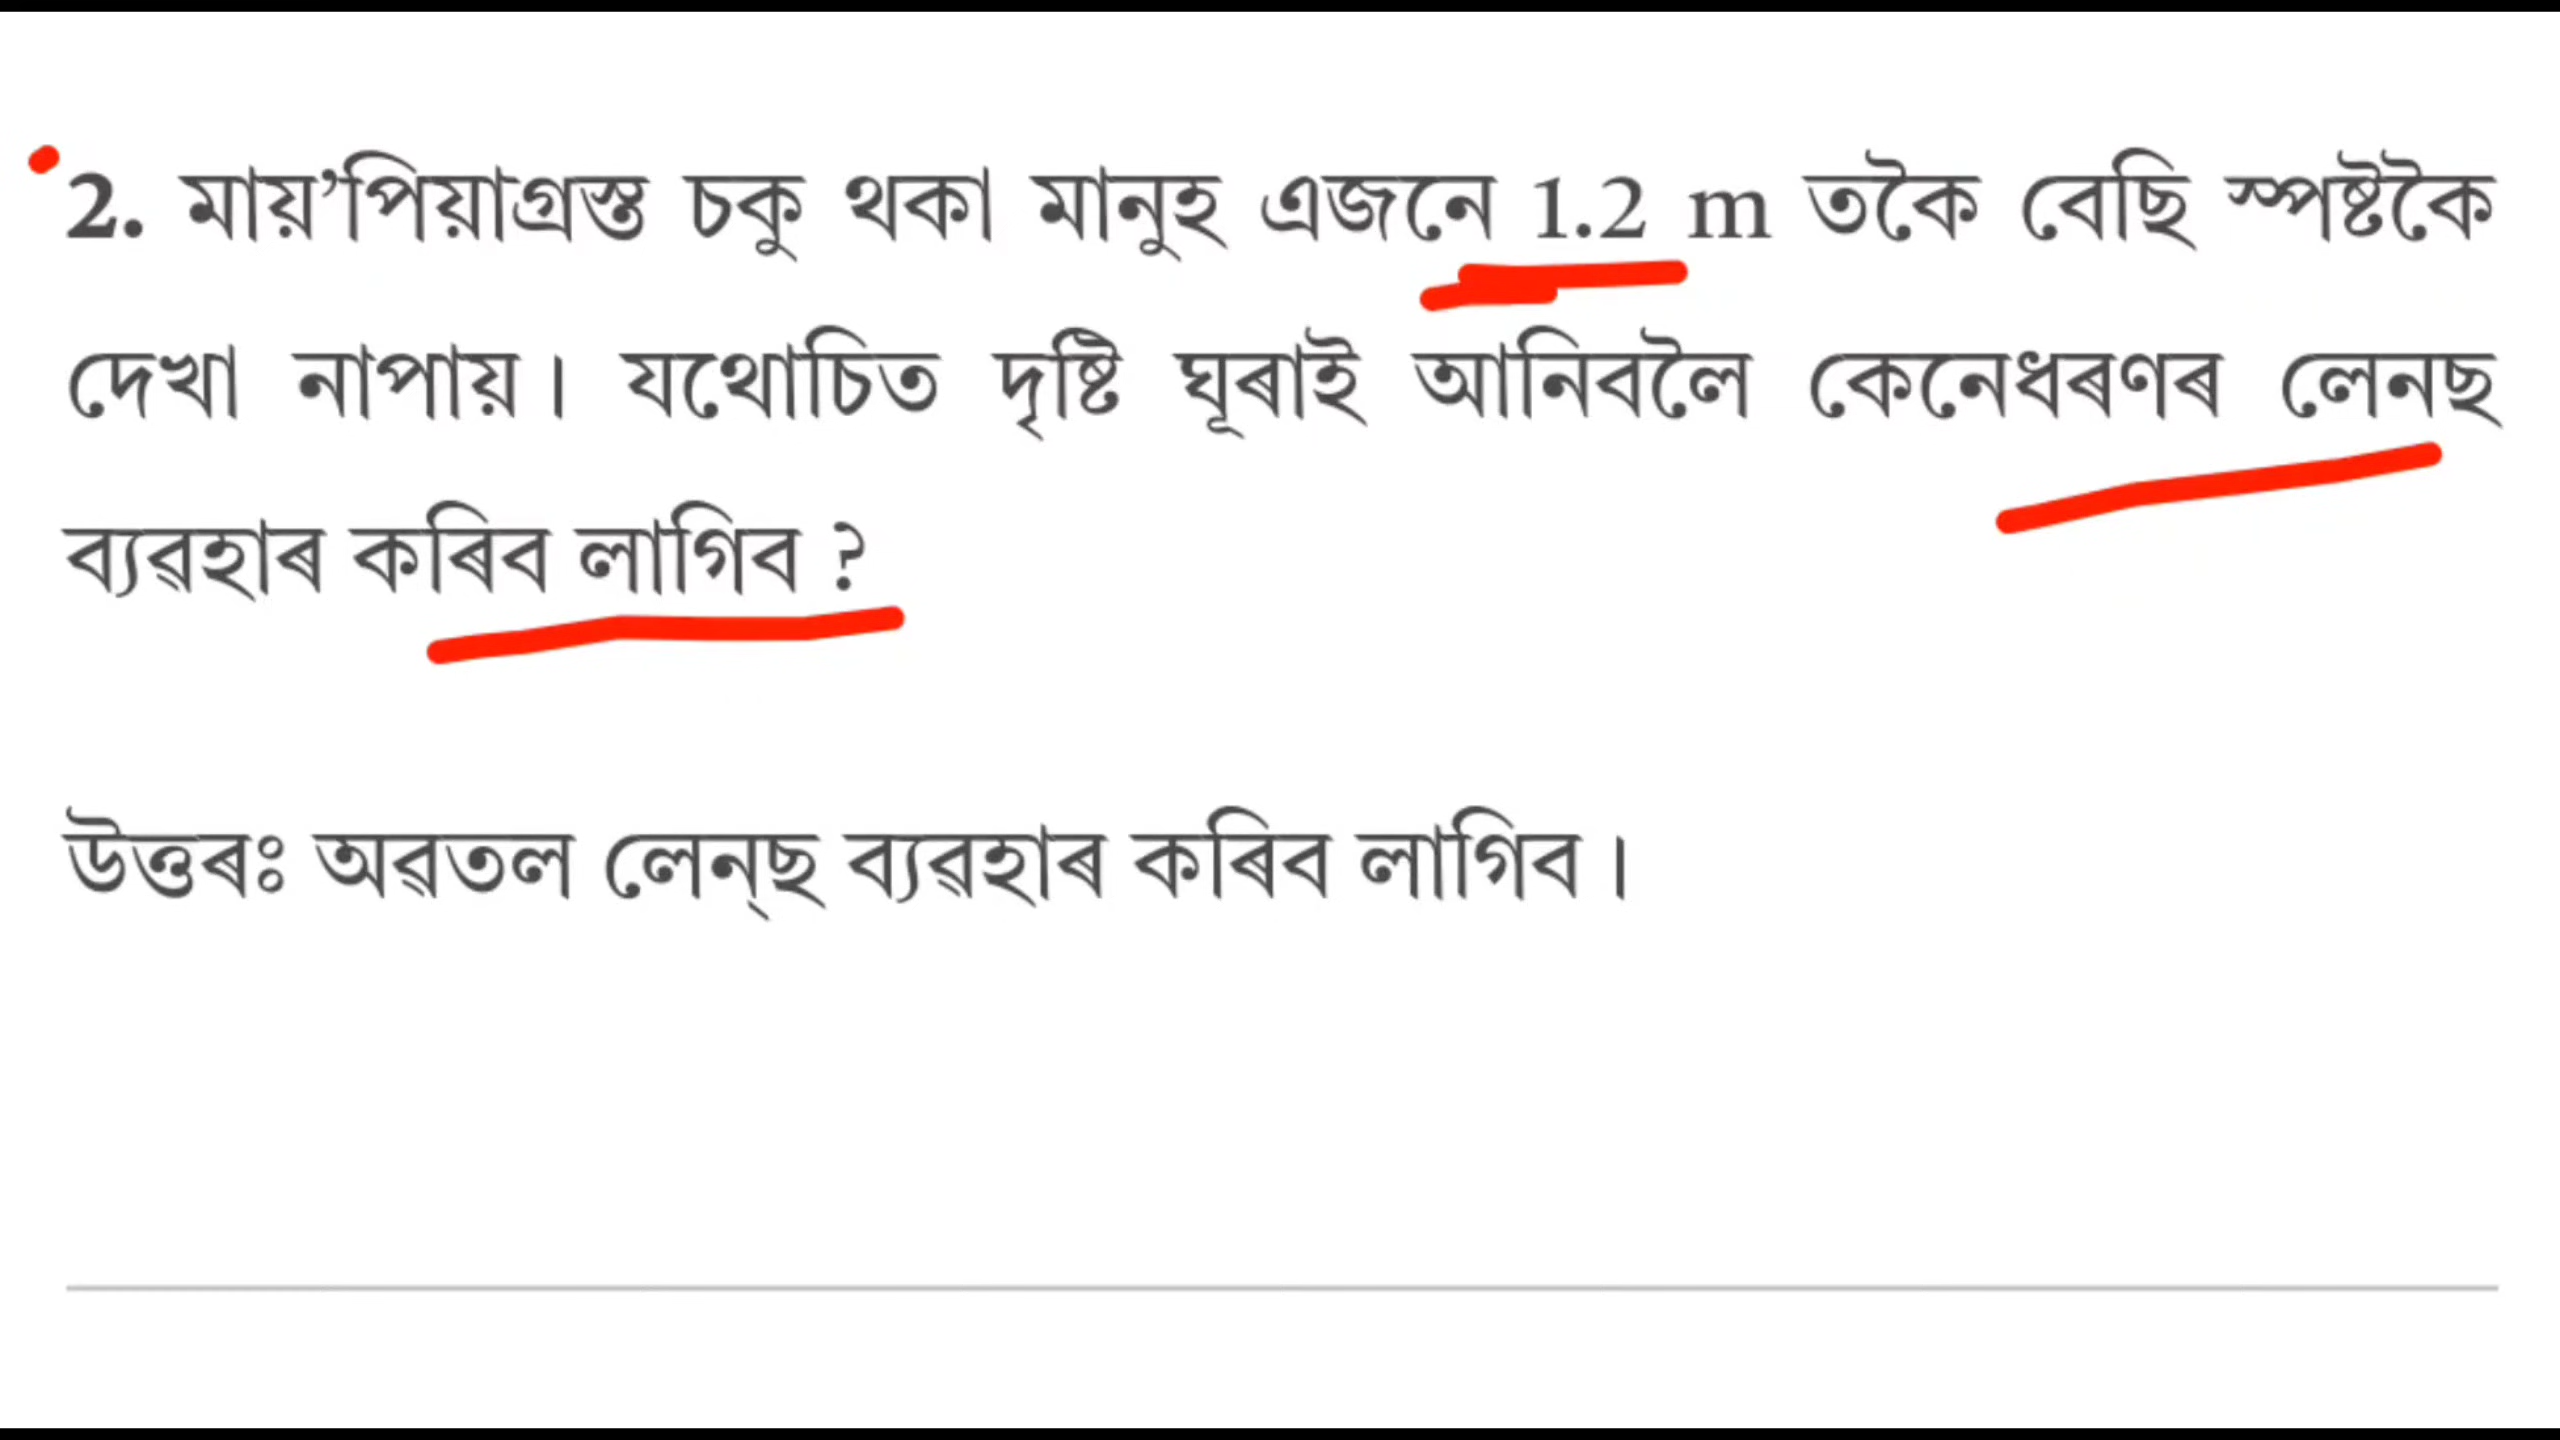 2. মায়’পিয়াগ্ৰস্ত চকু থকা মানুহ এজনে 1.2 m তকৈ বেছি স্পষ্টকৈ
দেখা নাপায়। যথোচিত দৃষ্টি ঘূৰাই আনিবলৈ কেনেধৰণৰ লেনছ
ব্যৱহাৰ কৰিব লাগিব ?
উত্তৰঃ অৱতল লেন্‌ছ ব্যৱহাৰ কৰিব লাগিব।